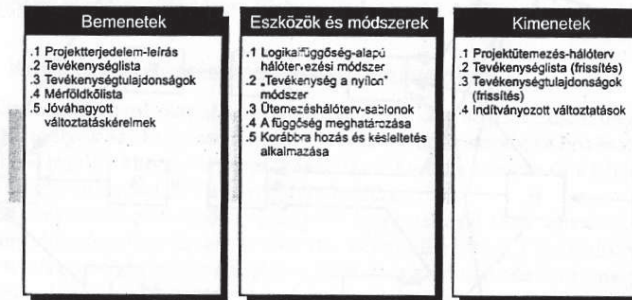 Bemenetek
.1 Projektterjedelem-leírás
.2 Tevékenységlista
.3 Tevékenységtulajdonságok
.4 Mérföldkőlista
.5 Jóváhagyott
változtatáskérelmek
Eszközök és módszerek
.1 Logikai függőség-alapú
hálótervezési módszer
.2 „Tevékenység a nyílon”
módszer
.3 Ütemezéshálóterv-sablonok
.4 A függőség meghatározása
.5 Korábbra hozás és késleltetés
alkalmazása
Kimenetek
.1 Projektütemezés-hálóterv
.2 Tevékenységlista (frissítés)
.3 Tevékenységtulajdonságok
(frissítés)
.4 Indítványozott változtatások